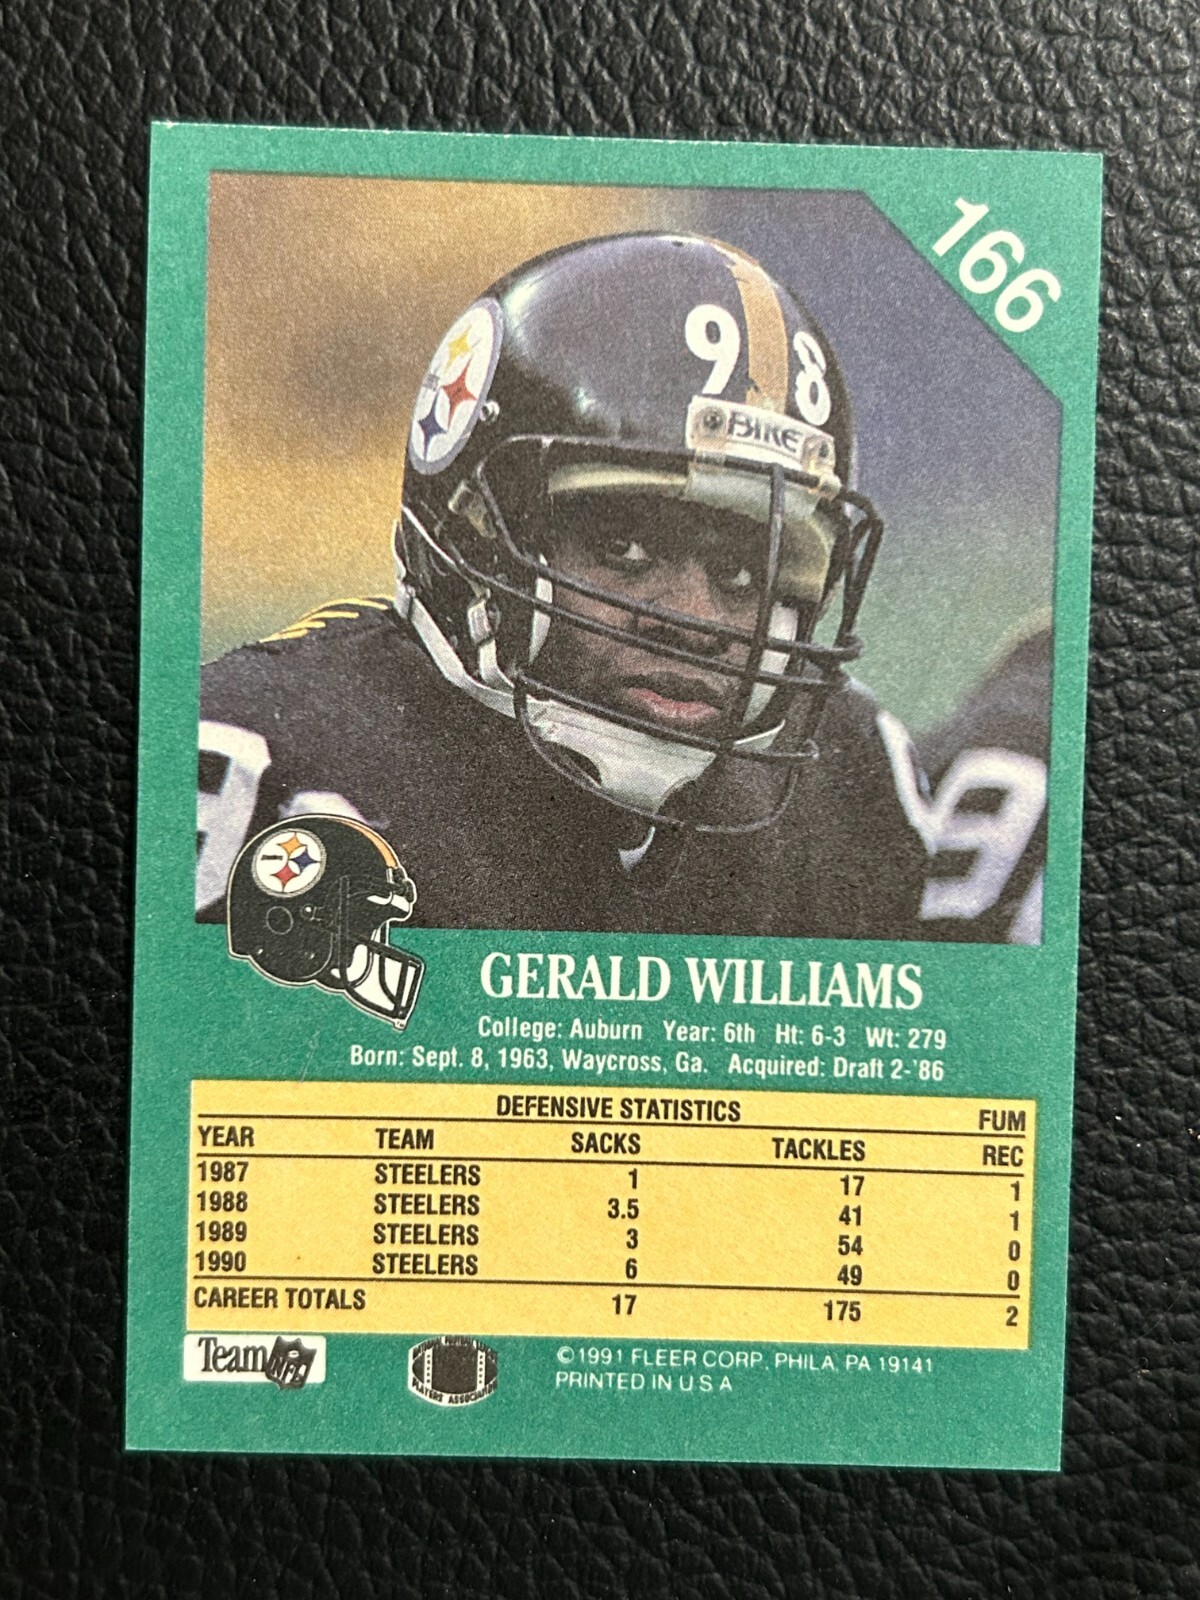 166
98
BIKE
9
9
GERALD WILLIAMS
College: Auburn Year: 6th Ht: 6-3 Wt: 279
Born: Sept. 8, 1963, Waycross, Ga. Acquired: Draft 2-'86
DEFENSIVE STATISTICS FUM
YEAR TEAM SACKS TACKLES REC
1987 STEELERS 1 17 1
1988 STEELERS 3.5 41 1
1989 STEELERS 3 54 0
1990 STEELERS 6 49 0
CAREER TOTALS 17 175 2
Team NFL
PLAYERS
©1991 FLEER CORP. PHILA, PA 19141
PRINTED IN U S A